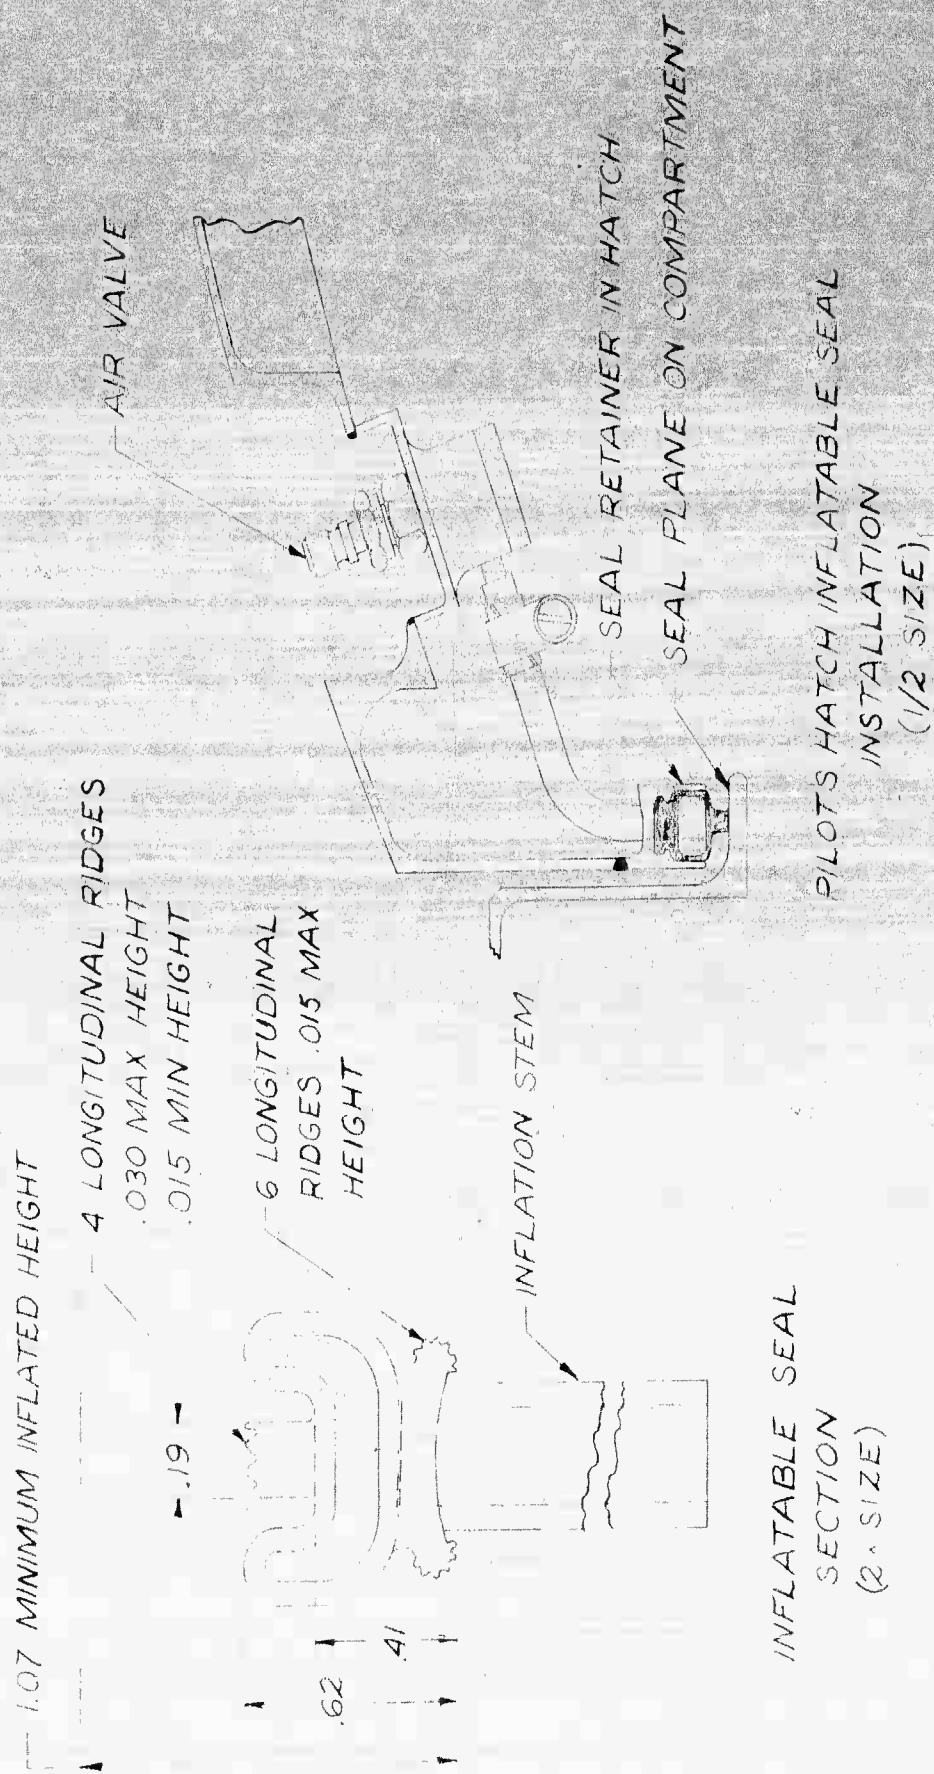 1.07 MINIMUM INFLATED HEIGHT
4 LONGITUDINAL RIDGES
.030 MAX HEIGHT
.015 MIN HEIGHT
.19
6 LONGITUDINAL
RIDGES .015 MAX
HEIGHT
.62
.41
INFLATION STEM
INFLATABLE SEAL
SECTION
(2 × SIZE)
AIR VALVE
SEAL RETAINER IN HATCH
SEAL PLANE ON COMPARTMENT
PILOTS HATCH INFLATABLE SEAL
INSTALLATION
(1/2 SIZE)